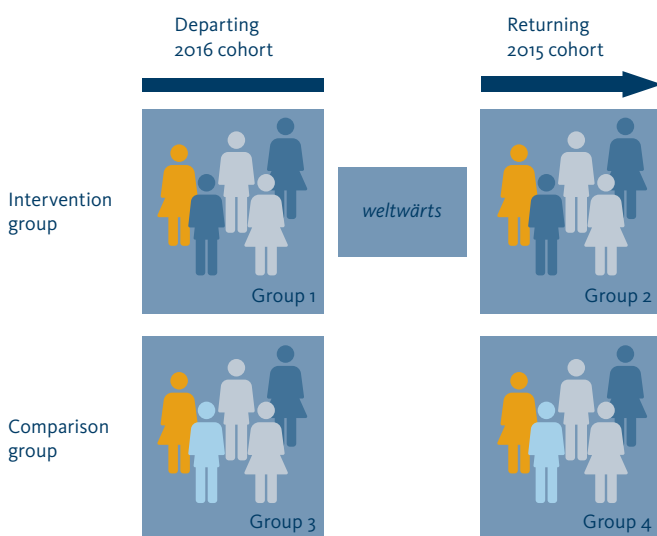 Departing
2016 cohort
Returning
2015 cohort
Intervention
group
weltwärts
Group 1
Group 2
Comparison
group
Group 3
Group 4